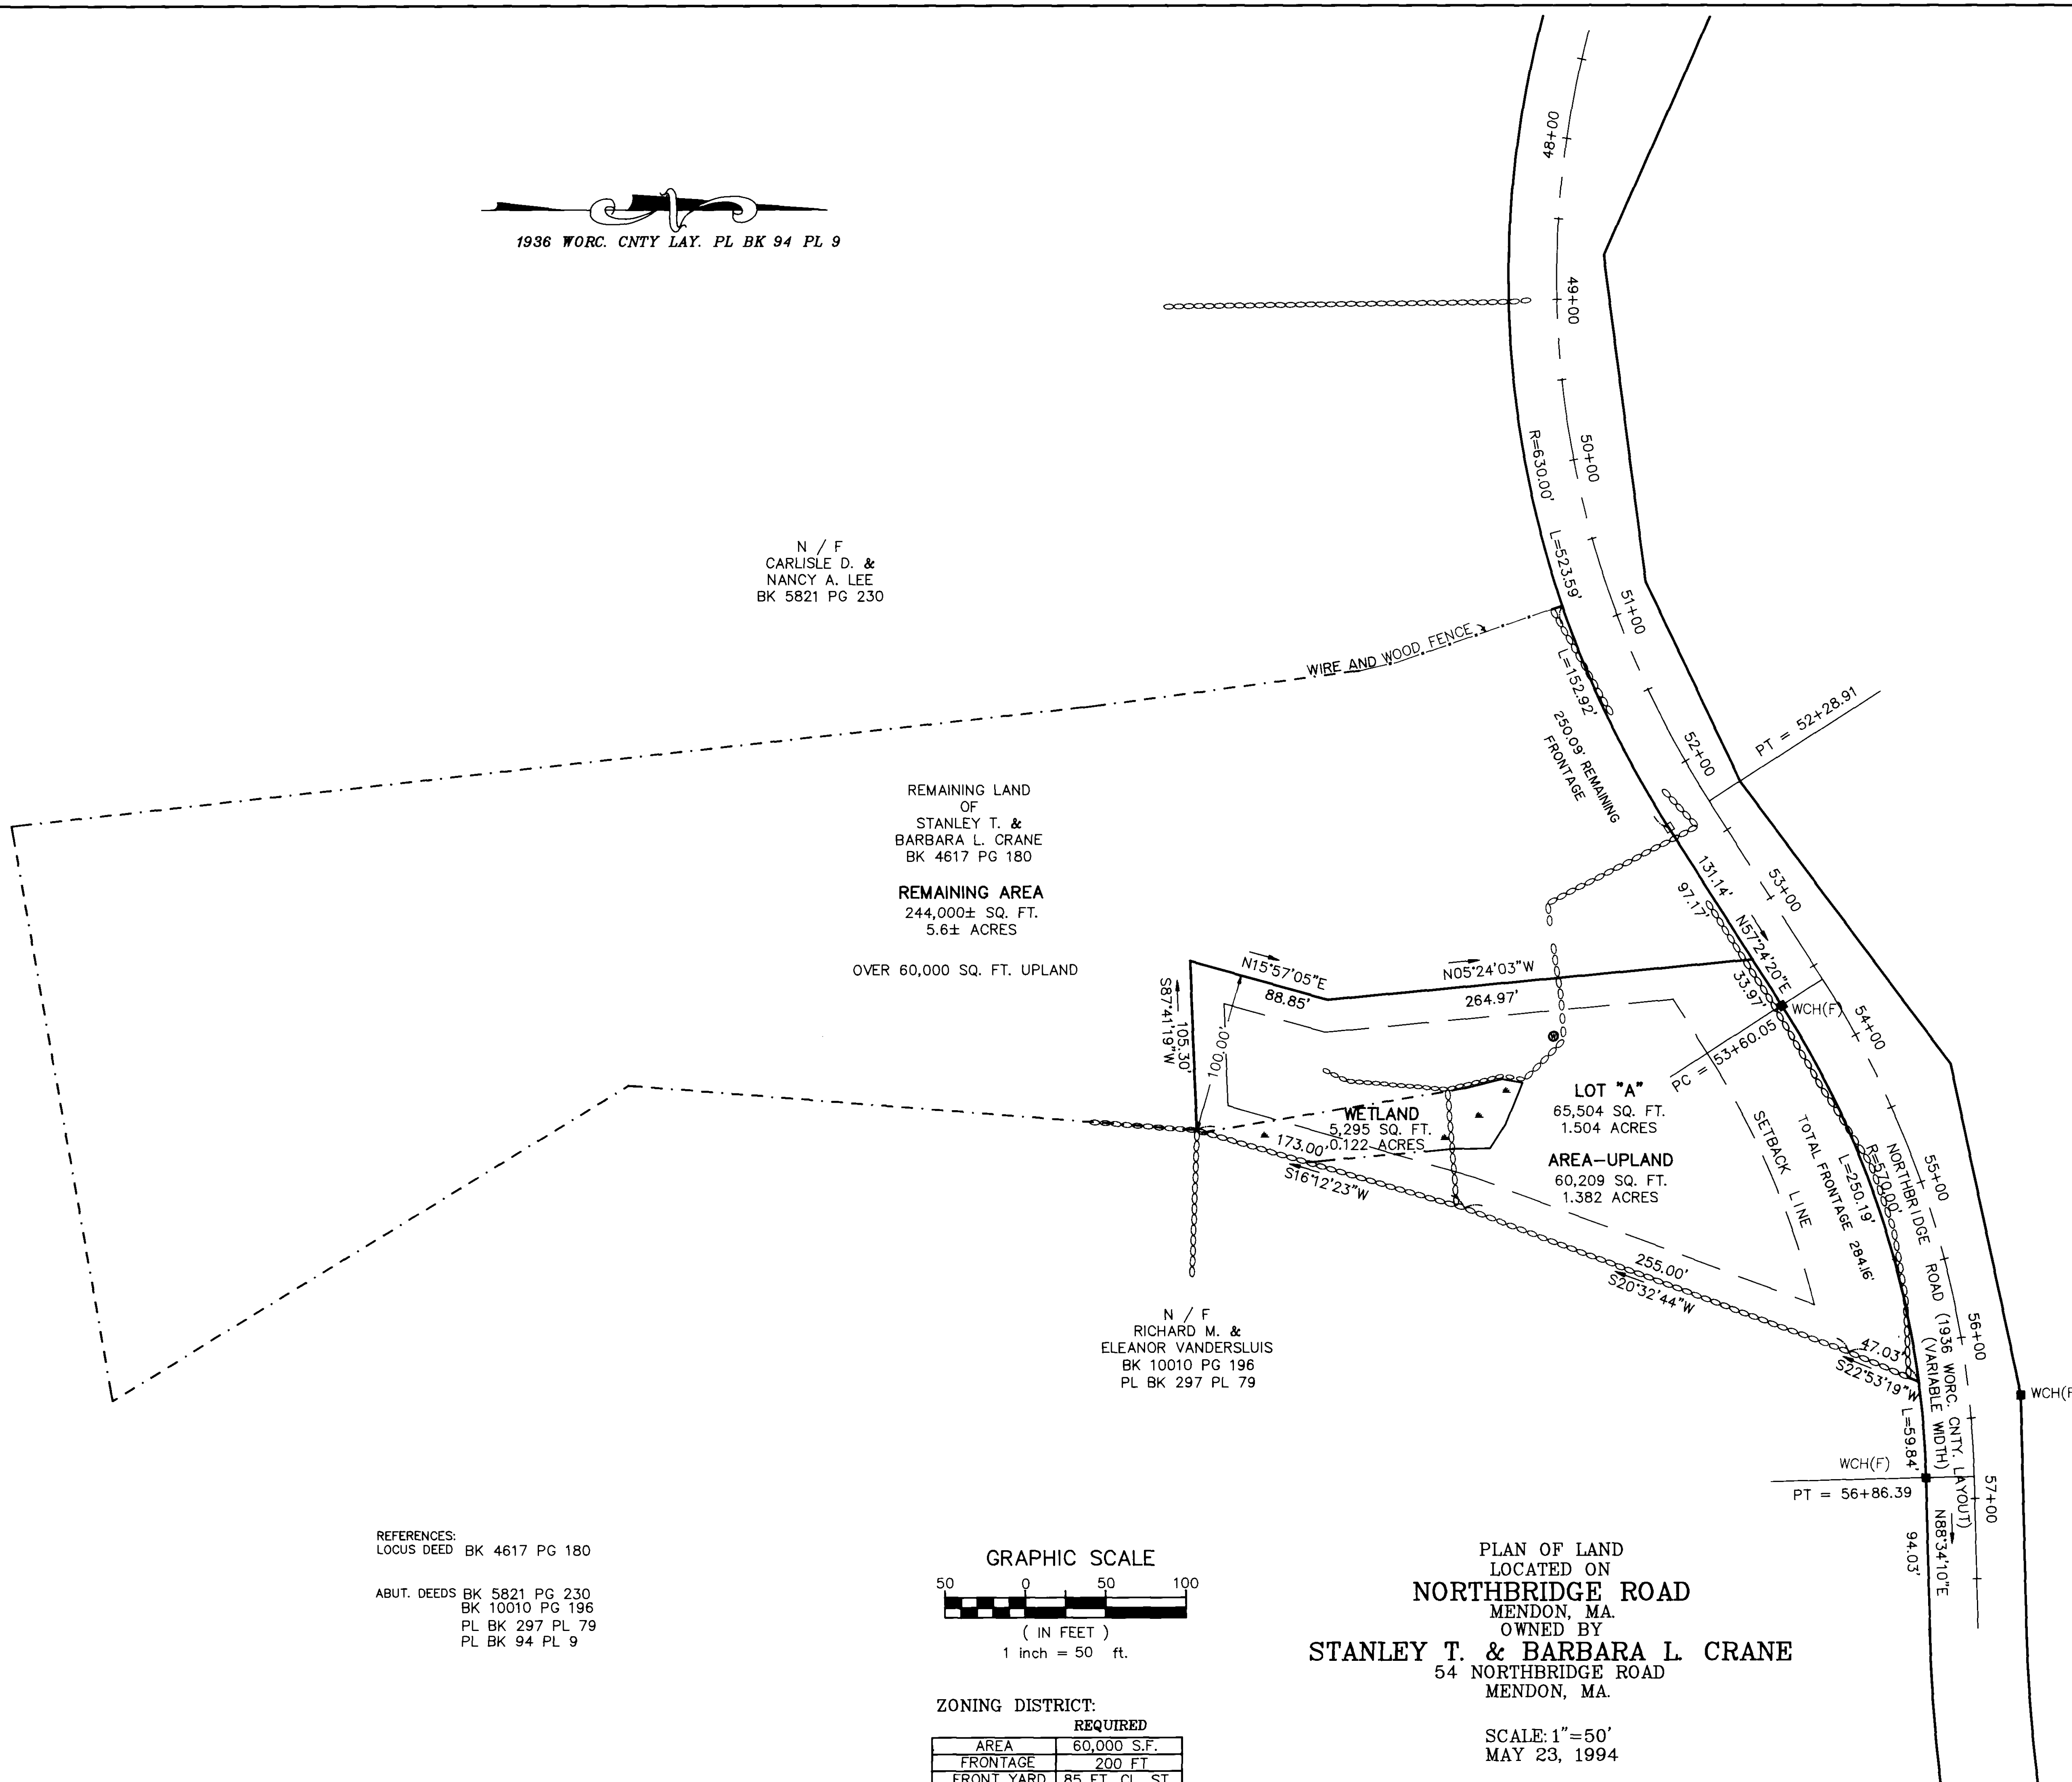 1936 WORC. CNTY LAY. PL BK 94 PL 9
48+00
49+00
50+00
51+00
52+00
53+00
54+00
55+00
56+00
57+00
R=630.00'
L=523.59'
L=152.92'
250.09' REMAINING
FRONTAGE
WIRE AND WOOD FENCE
PT = 52+28.91
N / F
CARLISLE D. &
NANCY A. LEE
BK 5821 PG 230
REMAINING LAND
OF
STANLEY T. &
BARBARA L. CRANE
BK 4617 PG 180
REMAINING AREA
244,000± SQ. FT.
5.6± ACRES
OVER 60,000 SQ. FT. UPLAND
131.14'
97.17'
N57°24'20"E
33.97'
WCH(F)
PC = 53+60.05
N15°57'05"E
88.85'
N05°24'03"W
264.97'
S87°41'19"W
105.30'
100.00'
WETLAND
5,295 SQ. FT.
0.122 ACRES
173.00'
S16°12'23"W
LOT "A"
65,504 SQ. FT.
1.504 ACRES
AREA-UPLAND
60,209 SQ. FT.
1.382 ACRES
SETBACK LINE
TOTAL FRONTAGE 284.16'
L=250.19'
R=570.00'
NORTHBRIDGE ROAD (1936 WORC. CNTY. LAYOUT)
(VARIABLE WIDTH)
255.00'
S20°32'44"W
47.03'
S22°53'19"W
L=59.84'
WCH(F)
WCH(F)
PT = 56+86.39
N88°34'10"E
94.03'
N / F
RICHARD M. &
ELEANOR VANDERSLUIS
BK 10010 PG 196
PL BK 297 PL 79
REFERENCES:
LOCUS DEED BK 4617 PG 180
ABUT. DEEDS BK 5821 PG 230
BK 10010 PG 196
PL BK 297 PL 79
PL BK 94 PL 9
GRAPHIC SCALE
50 0 50 100
( IN FEET )
1 inch = 50 ft.
ZONING DISTRICT:
REQUIRED
AREA 60,000 S.F.
FRONTAGE 200 FT
FRONT YARD 85 FT. CL. ST.
PLAN OF LAND
LOCATED ON
NORTHBRIDGE ROAD
MENDON, MA.
OWNED BY
STANLEY T. & BARBARA L. CRANE
54 NORTHBRIDGE ROAD
MENDON, MA.
SCALE: 1"=50'
MAY 23, 1994